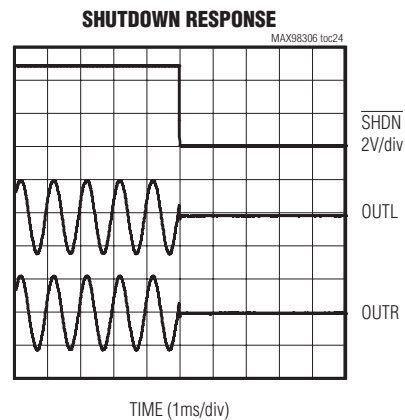 SHUTDOWN RESPONSE
MAX98306 toc24
SHDN
2V/div
OUTL
OUTR
TIME (1ms/div)